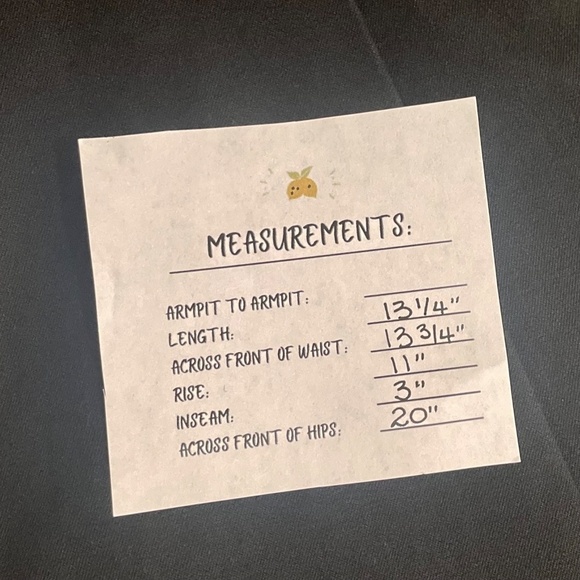 MEASUREMENTS:
ARMPIT TO ARMPIT:
LENGTH: 13 1/4"
ACROSS FRONT OF WAIST: 13 3/4"
RISE: 11"
INSEAM: 3"
ACROSS FRONT OF HIPS: 20"